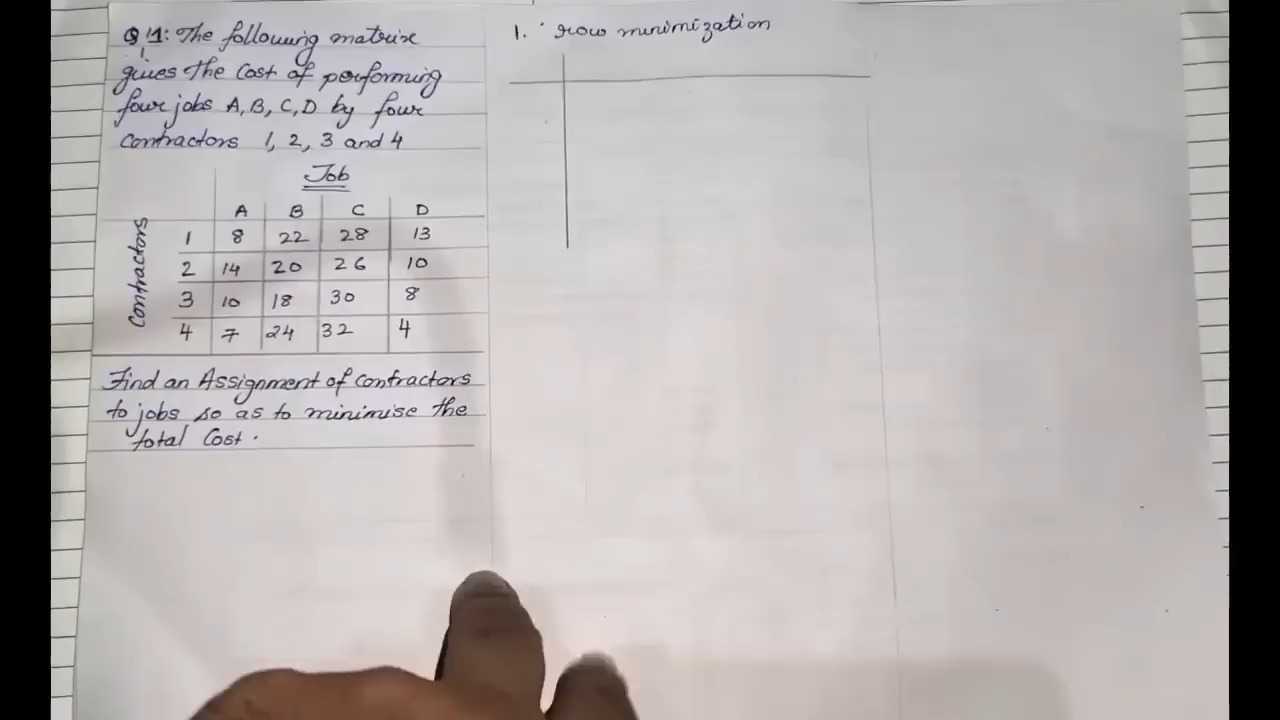 Q 1: The following matrix
gives the cost of performing
four jobs A, B, C, D by four
contractors 1, 2, 3 and 4
Job
A B C D
Contractors
1 8 22 28 13
2 14 20 26 10
3 10 18 30 8
4 7 24 32 4
Find an Assignment of contractors
to jobs so as to minimise the
total cost.
1. row minimization